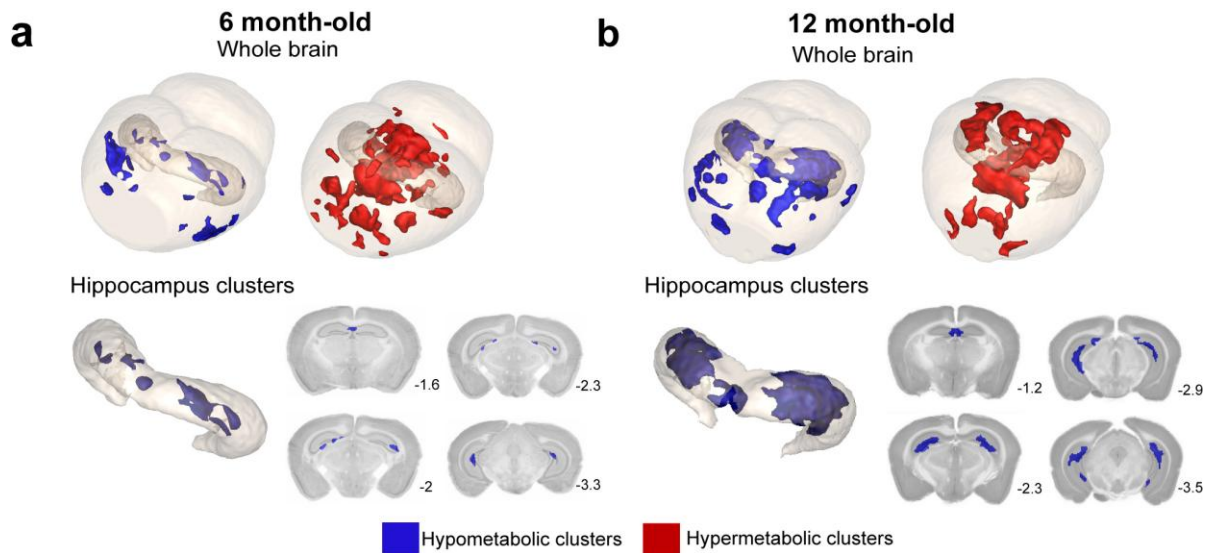 a
6 month-old
Whole brain
Hippocampus clusters
-1.6
-2.3
-2
-3.3
b
12 month-old
Whole brain
Hippocampus clusters
-1.2
-2.9
-2.3
-3.5
Hypometabolic clusters
Hypermetabolic clusters